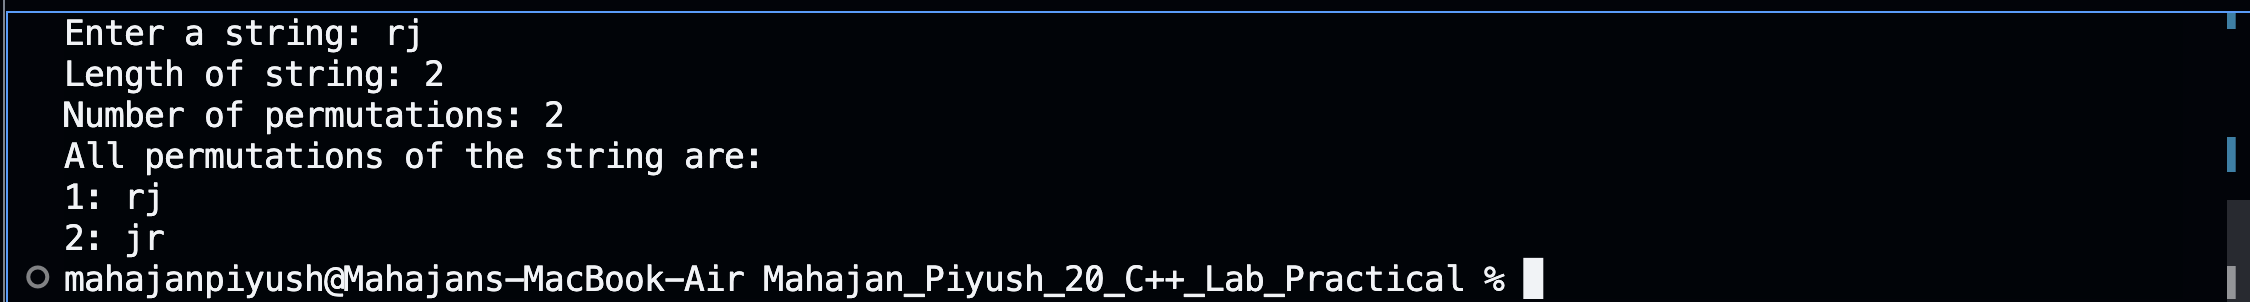 Enter a string: rj
Length of string: 2
Number of permutations: 2
All permutations of the string are:
1: rj
2: jr
mahajanpiyush@Mahajans-MacBook-Air Mahajan_Piyush_20_C++_Lab_Practical %